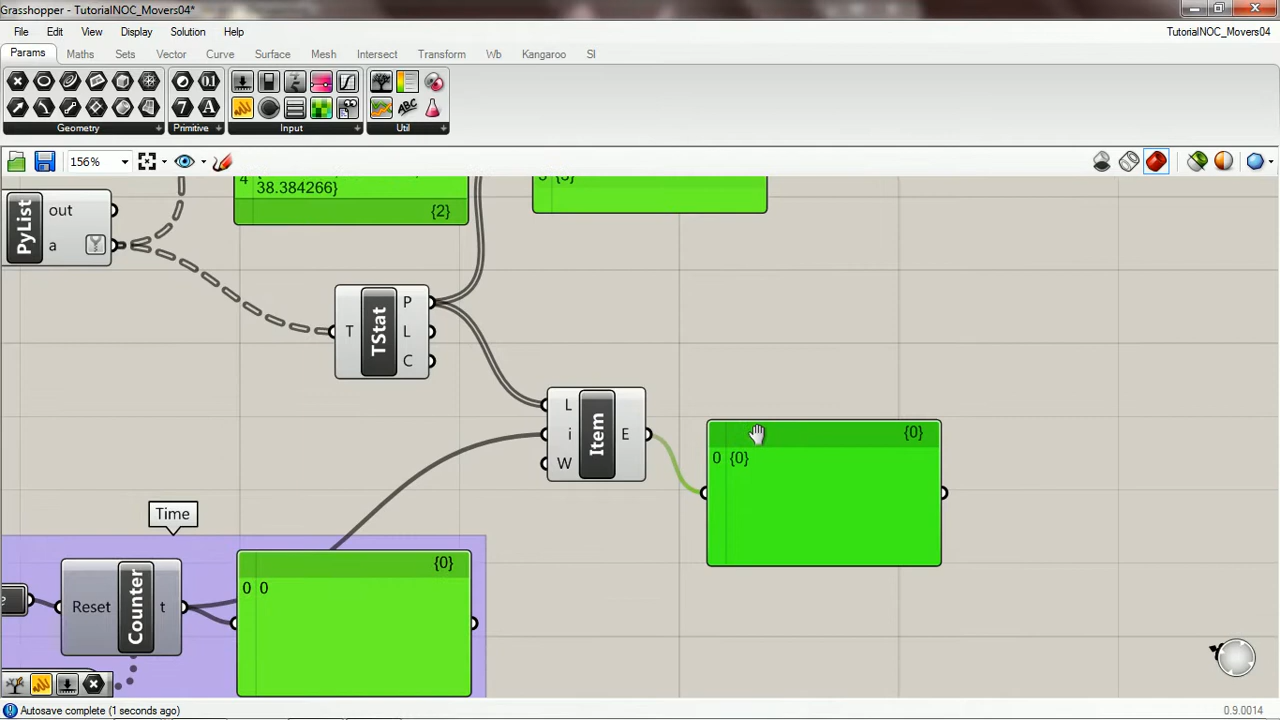 Grasshopper - TutorialNOC_Movers04*
File Edit View Display Solution Help
TutorialNOC_Movers04
Params Maths Sets Vector Curve Surface Mesh Intersect Transform Wb Kangaroo SI
Geometry Primitive Input Util
156%
PyList
out
a
4
38.384266}
{2}
TStat
T
P
L
C
Item
L
i
W
E
{0}
0 {0}
Time
Counter
Reset
t
{0}
0 0
Autosave complete (1 seconds ago)
0.9.0014